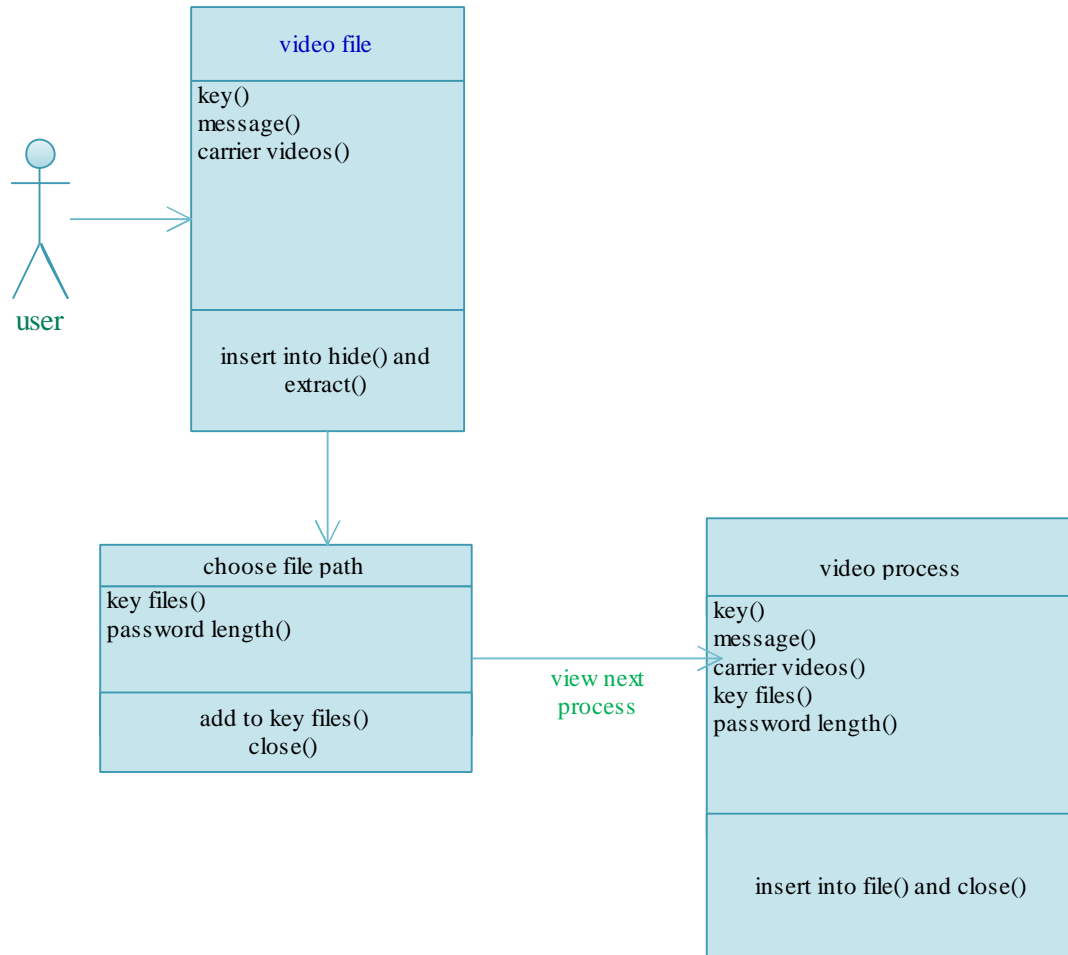 video file
key()
message()
carrier videos()
user
insert into hide() and
extract()
choose file path
key files()
password length()
add to key files()
close()
view next
process
video process
key()
message()
carrier videos()
key files()
password length()
insert into file() and close()